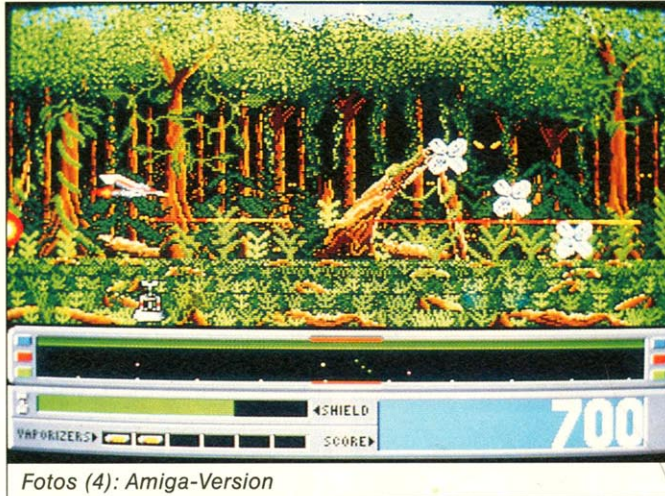 ◄SHIELD
VAPORIZERS►
SCORE►
700
Fotos (4): Amiga-Version